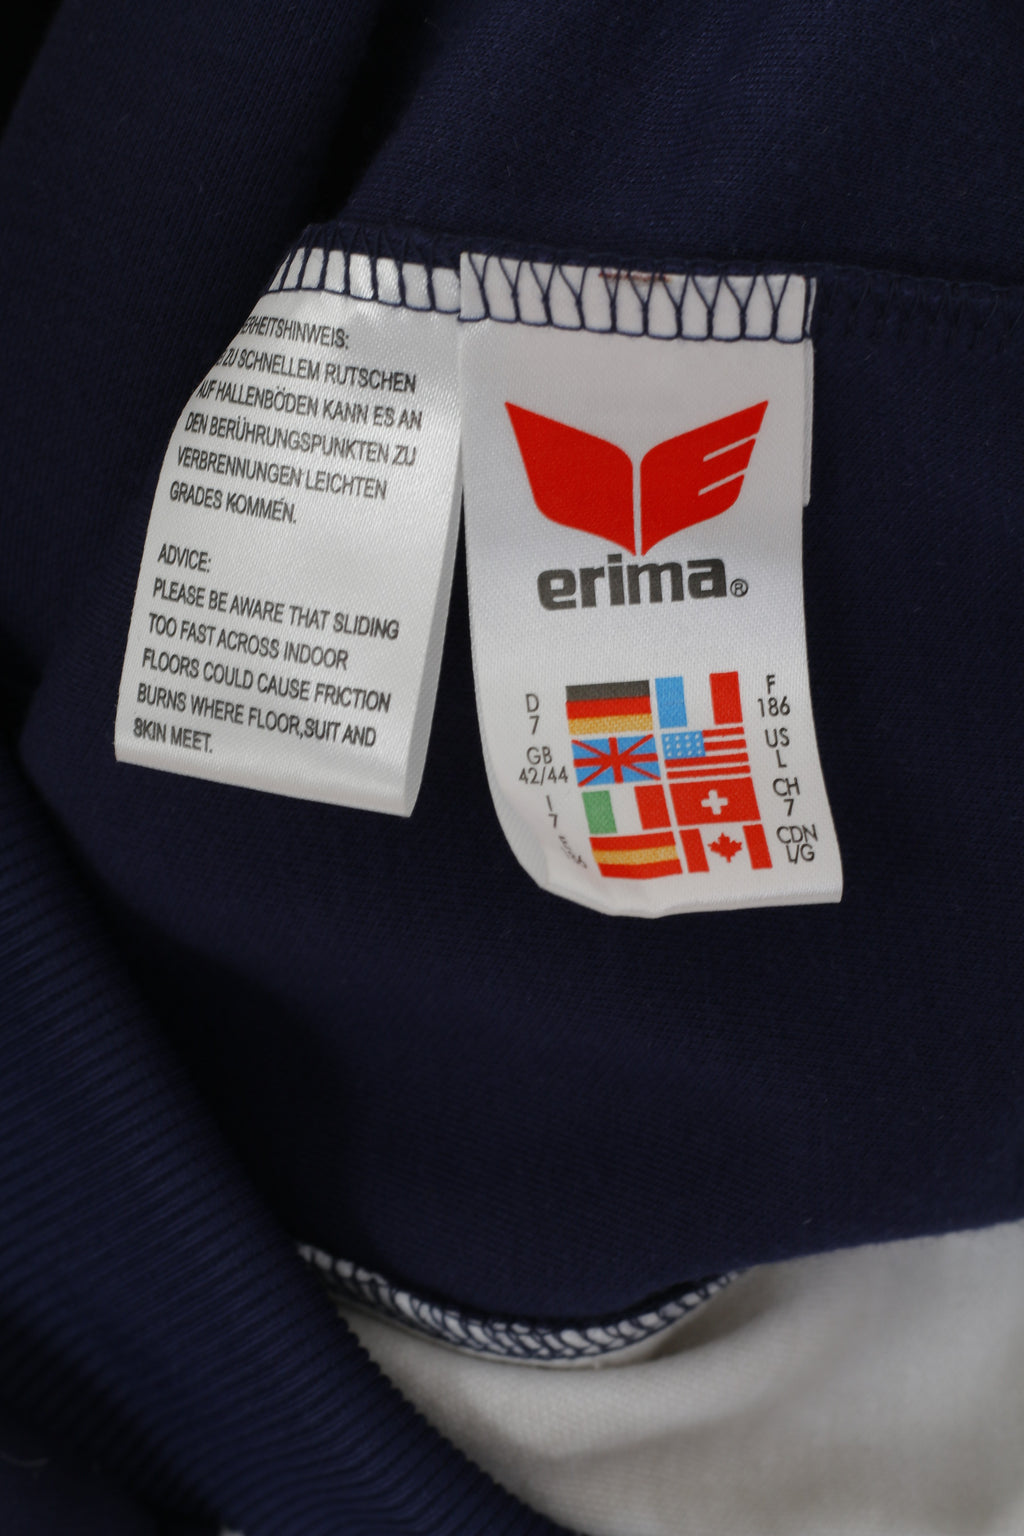 ZU SCHNELLEM RUTSCHEN
AUF HALLENBÖDEN KANN ES AN
DEN BERÜHRUNGSPUNKTEN ZU
VERBRENNUNGEN LEICHTEN
GRADES KOMMEN.
ADVICE:
PLEASE BE AWARE THAT SLIDING
TOO FAST ACROSS INDOOR
FLOORS COULD CAUSE FRICTION
BURNS WHERE FLOOR,SUIT AND
SKIN MEET.
erima®
D
7
GB
42/44
I
7
F
186
US
L
CH
7
CDN
L/G